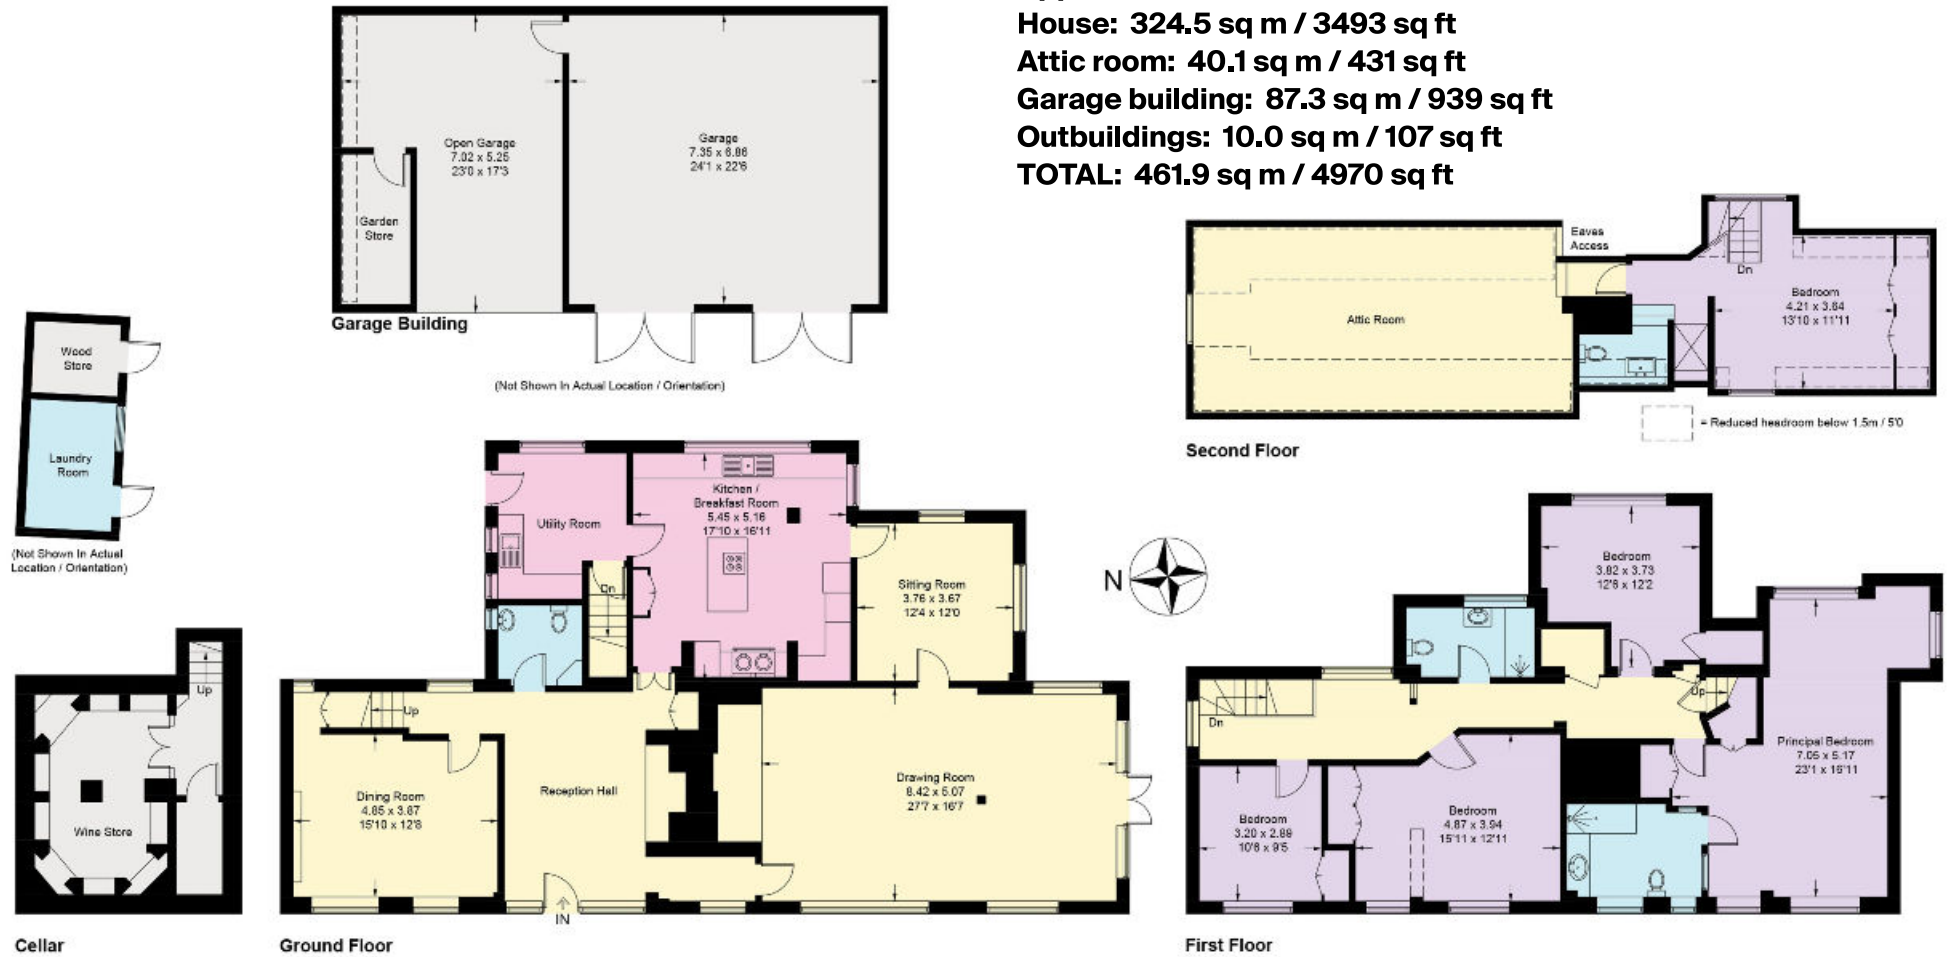 House: 324.5 sq m / 3493 sq ft
Attic room: 40.1 sq m / 431 sq ft
Garage building: 87.3 sq m / 939 sq ft
Outbuildings: 10.0 sq m / 107 sq ft
TOTAL: 461.9 sq m / 4970 sq ft
Open Garage
7.02 x 5.25
23'0 x 17'3
Garage
7.35 x 6.86
24'1 x 22'6
Garden
Store
Garage Building
(Not Shown In Actual Location / Orientation)
Wood
Store
Laundry
Room
(Not Shown In Actual
Location / Orientation)
Eaves
Access
Dn
Bedroom
4.21 x 3.64
13'10 x 11'11
Attic Room
= Reduced headroom below 1.5m / 5'0
Second Floor
Up
Wine Store
Cellar
Utility Room
Kitchen /
Breakfast Room
5.45 x 5.16
17'10 x 16'11
Dn
Sitting Room
3.76 x 3.67
12'4 x 12'0
Up
Dining Room
4.85 x 3.87
15'10 x 12'8
Reception Hall
Drawing Room
8.42 x 5.07
27'7 x 16'7
IN
Ground Floor
N
Bedroom
3.82 x 3.73
12'6 x 12'2
Up
Dn
Principal Bedroom
7.05 x 5.17
23'1 x 16'11
Bedroom
3.20 x 2.89
10'6 x 9'5
Bedroom
4.87 x 3.94
15'11 x 12'11
First Floor